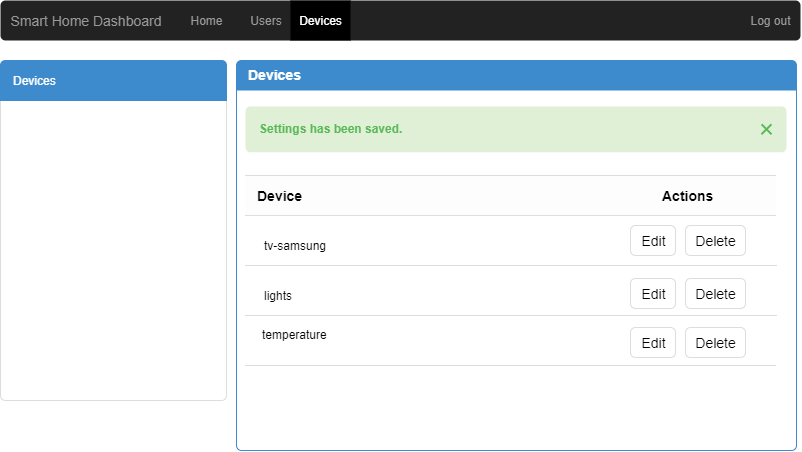 Smart Home Dashboard Home Users Devices Log out
Devices
Devices
Settings has been saved.
Device Actions
tv-samsung Edit Delete
lights Edit Delete
temperature Edit Delete